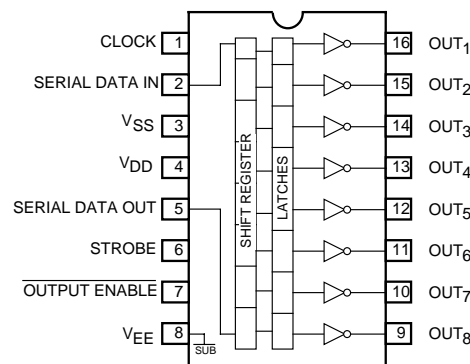 CLOCK 1 16 OUT1
SERIAL DATA IN 2 15 OUT2
VSS 3 14 OUT3
VDD 4 13 OUT4
SERIAL DATA OUT 5 12 OUT5
STROBE 6 11 OUT6
OUTPUT ENABLE 7 10 OUT7
VEE 8 9 OUT8
SUB
SHIFT REGISTER
LATCHES